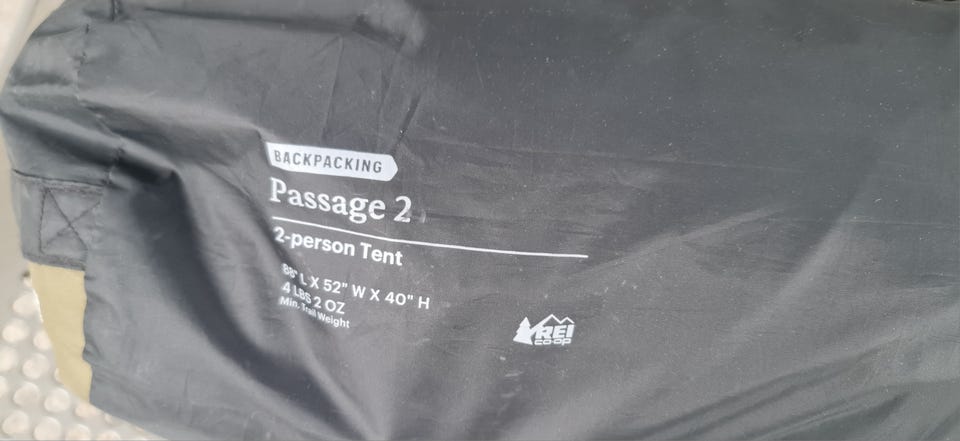 BACKPACKING
Passage 2
2-person Tent
88" L X 52" W X 40" H
4 LBS 2 OZ
Min. Trail Weight
REI
co·op